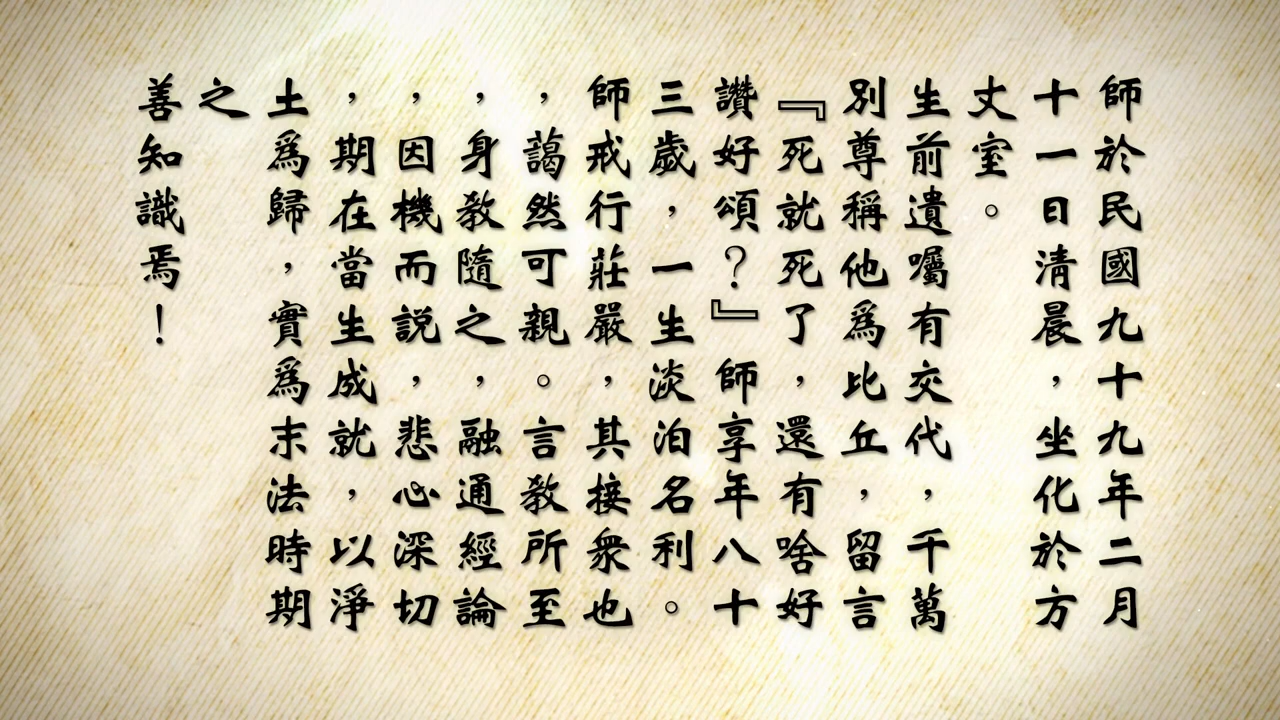 師於民國九十九年二月
十一日清晨，坐化於方
丈室。
生前遺囑有交代，千萬
別尊稱他爲比丘，留言
『死就死了，還有啥好
讚好頌？』師享年八十
三歲，一生淡泊名利。
師戒行莊嚴，其接衆也
，藹然可親。言教所至
，身教隨之，融通經論
，因機而説，悲心深切
，期在當生成就，以淨
土爲歸，實爲末法時期
之
善知識焉！